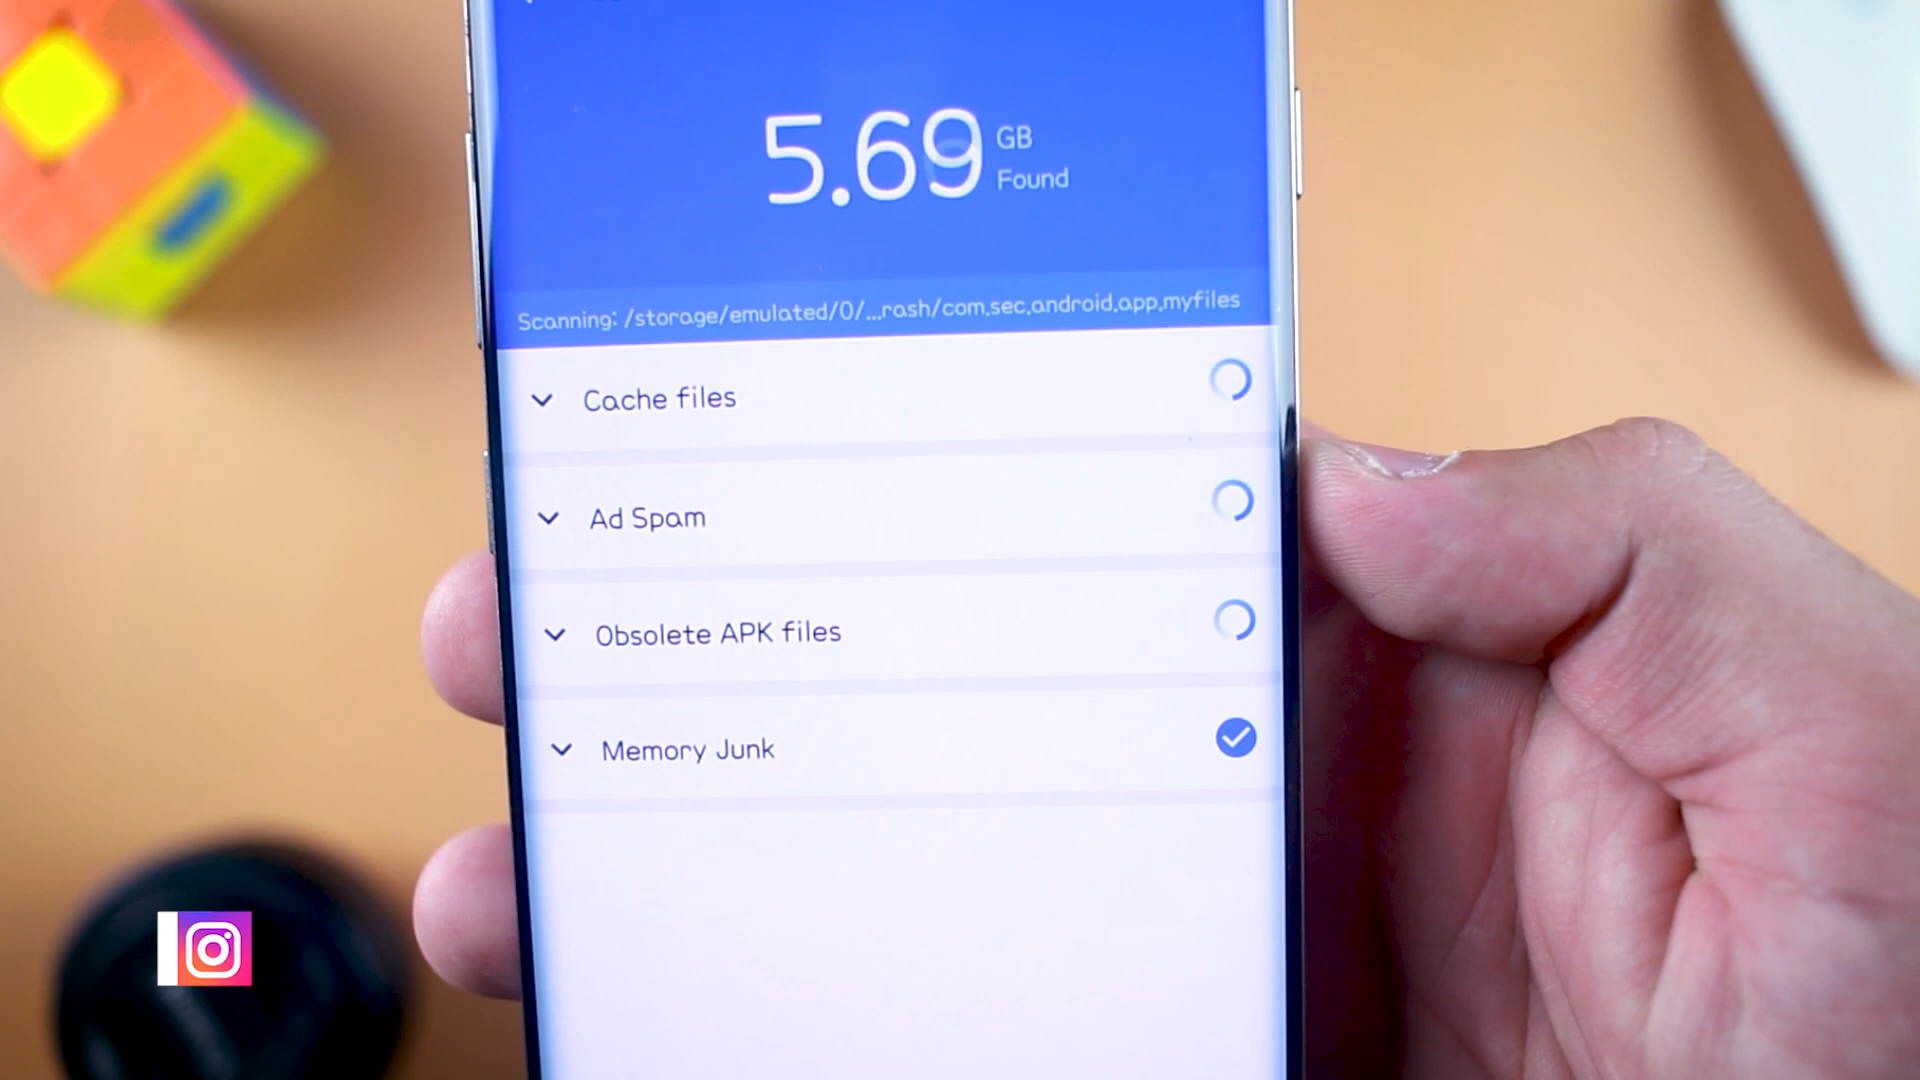 5.69 GB
Found
Scanning: /storage/emulated/0/...rash/com.sec.android.app.myfiles
Cache files
Ad Spam
Obsolete APK files
Memory Junk